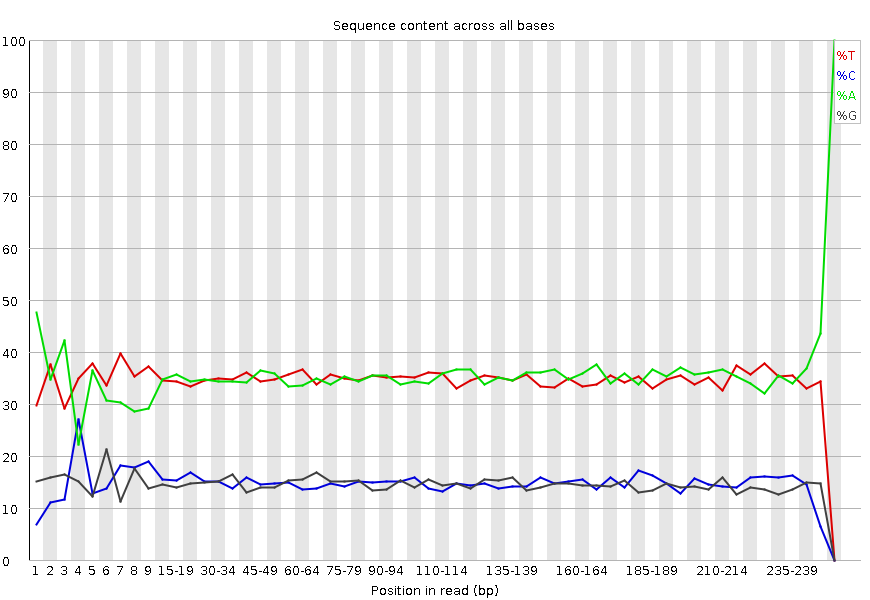 Sequence content across all bases
100
90
80
70
60
50
40
30
20
10
0
%T
%C
%A
%G
1 2 3 4 5 6 7 8 9 15-19 30-34 45-49 60-64 75-79 90-94 110-114 135-139 160-164 185-189 210-214 235-239
Position in read (bp)